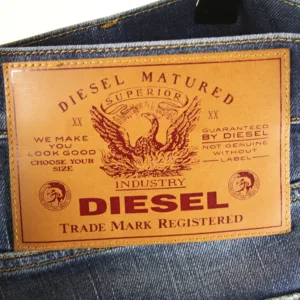 DIESEL MATURED
SUPERIOR
XX
XX
WE MAKE
YOU LOOK GOOD
CHOOSE YOUR
SIZE
GUARANTEED
BY DIESEL
NOT GENUINE
WITHOUT
LABEL
INDUSTRY
DIESEL
TRADE MARK REGISTERED